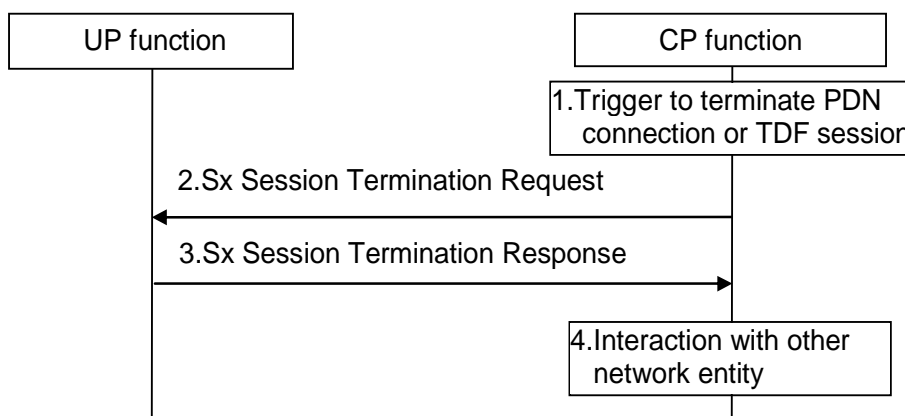 UP function
CP function
1.Trigger to terminate PDN
connection or TDF session
2.Sx Session Termination Request
3.Sx Session Termination Response
4.Interaction with other
network entity